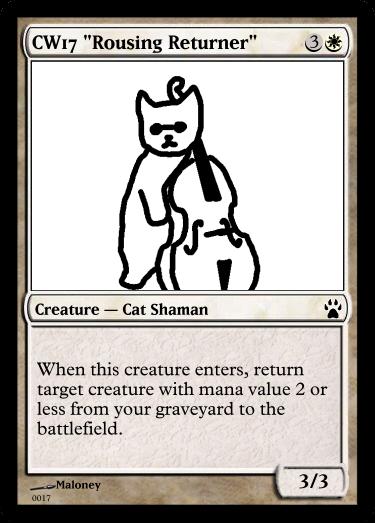 CW17 "Rousing Returner" 3
Creature — Cat Shaman
When this creature enters, return
target creature with mana value 2 or
less from your graveyard to the
battlefield.
3/3
Maloney
0017